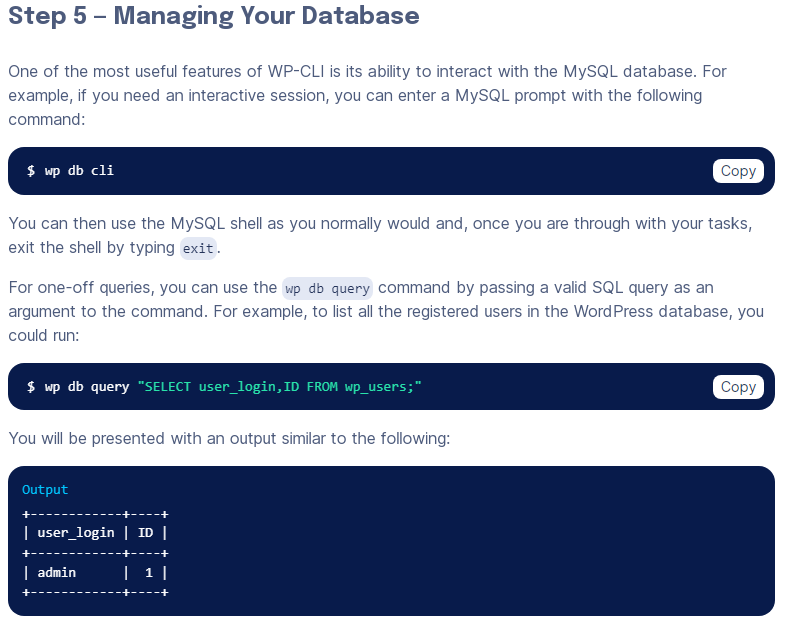 Step 5 – Managing Your Database
One of the most useful features of WP-CLI is its ability to interact with the MySQL database. For
example, if you need an interactive session, you can enter a MySQL prompt with the following
command:
$ wp db cli
Copy
You can then use the MySQL shell as you normally would and, once you are through with your tasks,
exit the shell by typing exit.
For one-off queries, you can use the wp db query command by passing a valid SQL query as an
argument to the command. For example, to list all the registered users in the WordPress database, you
could run:
$ wp db query "SELECT user_login,ID FROM wp_users;"
Copy
You will be presented with an output similar to the following:
Output
+------------+----+
| user_login | ID |
+------------+----+
| admin      |  1 |
+------------+----+